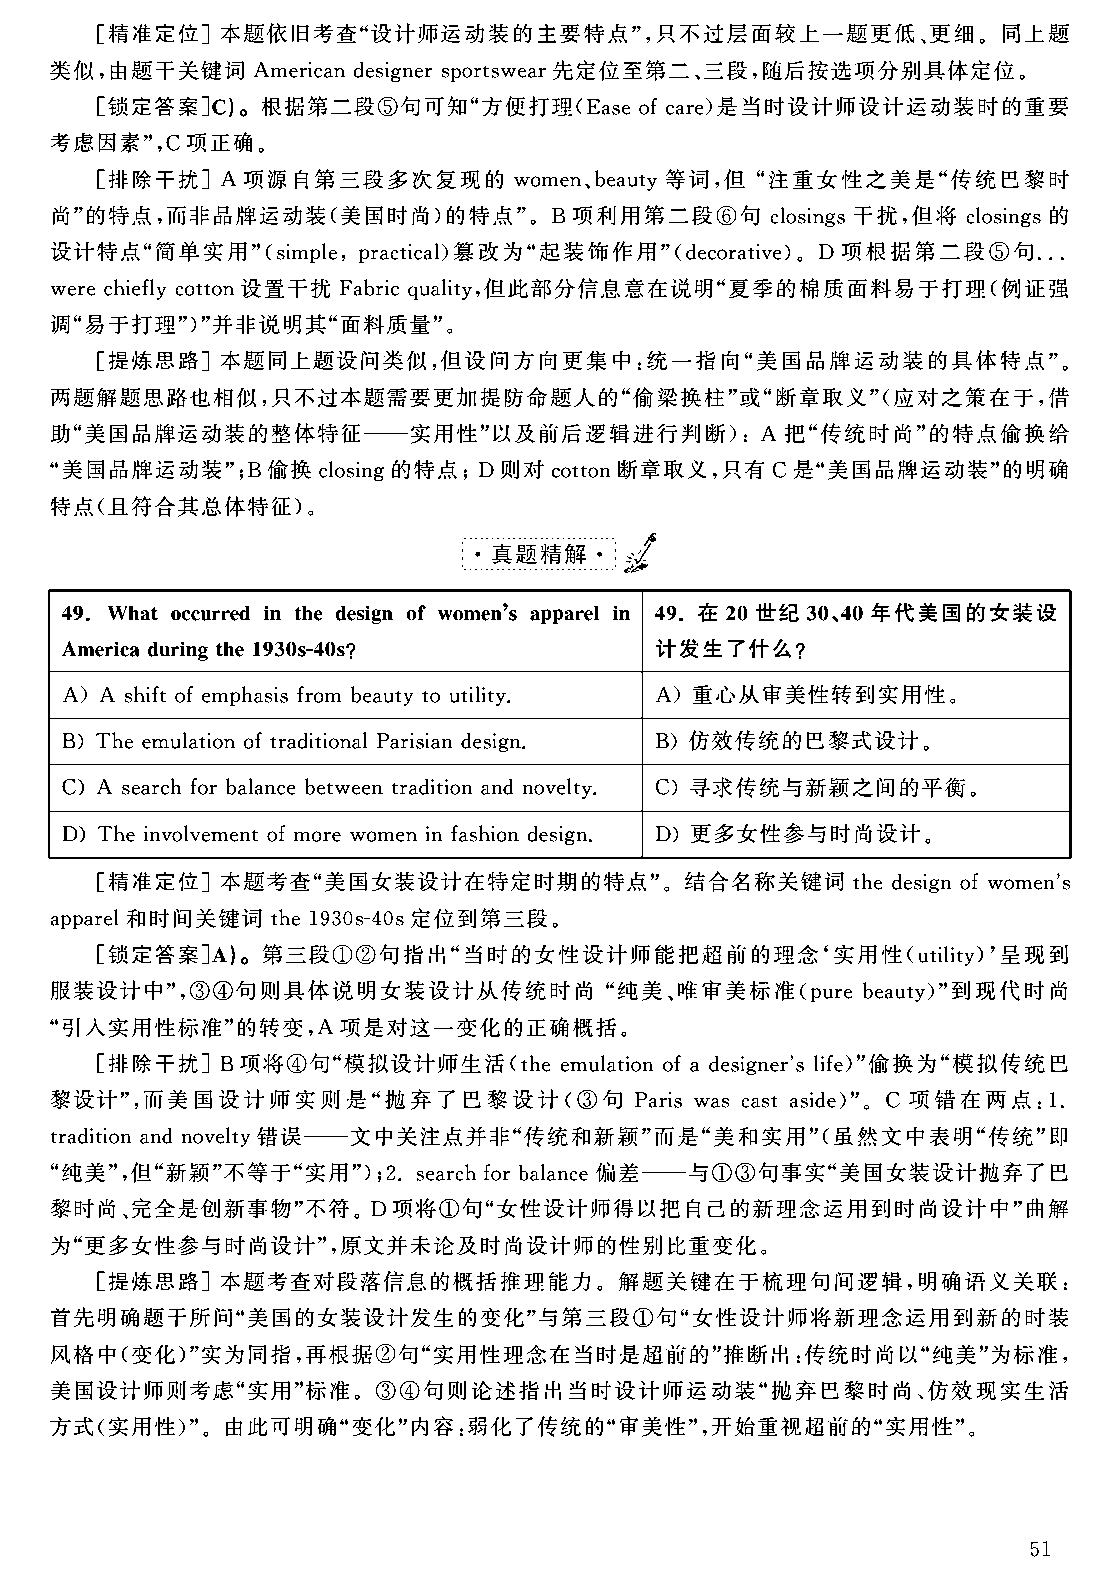 [精准定位] 本题依旧考查“设计师运动装的主要特点”,只不过层面较上一题更低、更细。同上题
类似,由题干关键词 American designer sportswear 先定位至第二、三段,随后按选项分别具体定位。
[锁定答案]C)。根据第二段⑤句可知“方便打理(Ease of care)是当时设计师设计运动装时的重要
考虑因素”,C 项正确。
[排除干扰] A 项源自第三段多次复现的 women、beauty 等词,但 “注重女性之美是“传统巴黎时
尚”的特点,而非品牌运动装(美国时尚)的特点”。B 项利用第二段⑥句 closings 干扰,但将 closings 的
设计特点“简单实用”(simple, practical)篡改为“起装饰作用”(decorative)。D 项根据第二段⑤句...
were chiefly cotton 设置干扰 Fabric quality,但此部分信息意在说明“夏季的棉质面料易于打理(例证强
调“易于打理”)”并非说明其“面料质量”。
[提炼思路] 本题同上题设问类似,但设问方向更集中:统一指向“美国品牌运动装的具体特点”。
两题解题思路也相似,只不过本题需要更加提防命题人的“偷梁换柱”或“断章取义”(应对之策在于,借
助“美国品牌运动装的整体特征——实用性”以及前后逻辑进行判断): A 把“传统时尚”的特点偷换给
“美国品牌运动装”;B 偷换 closing 的特点; D 则对 cotton 断章取义,只有 C 是“美国品牌运动装”的明确
特点(且符合其总体特征)。
·真题精解·
49. What occurred in the design of women's apparel in
America during the 1930s-40s?
49. 在 20 世纪 30、40 年代美国的女装设
计发生了什么?
A) A shift of emphasis from beauty to utility.
A) 重心从审美性转到实用性。
B) The emulation of traditional Parisian design.
B) 仿效传统的巴黎式设计。
C) A search for balance between tradition and novelty.
C) 寻求传统与新颖之间的平衡。
D) The involvement of more women in fashion design.
D) 更多女性参与时尚设计。
[精准定位] 本题考查“美国女装设计在特定时期的特点”。结合名称关键词 the design of women's
apparel 和时间关键词 the 1930s-40s 定位到第三段。
[锁定答案]A)。第三段①②句指出“当时的女性设计师能把超前的理念‘实用性(utility)’呈现到
服装设计中”,③④句则具体说明女装设计从传统时尚 “纯美、唯审美标准(pure beauty)”到现代时尚
“引入实用性标准”的转变,A 项是对这一变化的正确概括。
[排除干扰] B 项将④句“模拟设计师生活(the emulation of a designer's life)”偷换为“模拟传统巴
黎设计”,而美国设计师实则是“抛弃了巴黎设计(③句 Paris was cast aside)”。C 项错在两点:1.
tradition and novelty 错误——文中关注点并非“传统和新颖”而是“美和实用”(虽然文中表明“传统”即
“纯美”,但“新颖”不等于“实用”);2. search for balance 偏差——与①③句事实“美国女装设计抛弃了巴
黎时尚、完全是创新事物”不符。D 项将①句“女性设计师得以把自己的新理念运用到时尚设计中”曲解
为“更多女性参与时尚设计”,原文并未论及时尚设计师的性别比重变化。
[提炼思路] 本题考查对段落信息的概括推理能力。解题关键在于梳理句间逻辑,明确语义关联:
首先明确题干所问“美国的女装设计发生的变化”与第三段①句“女性设计师将新理念运用到新的时装
风格中(变化)”实为同指,再根据②句“实用性理念在当时是超前的”推断出:传统时尚以“纯美”为标准,
美国设计师则考虑“实用”标准。③④句则论述指出当时设计师运动装“抛弃巴黎时尚、仿效现实生活
方式(实用性)”。由此可明确“变化”内容:弱化了传统的“审美性”,开始重视超前的“实用性”。
51